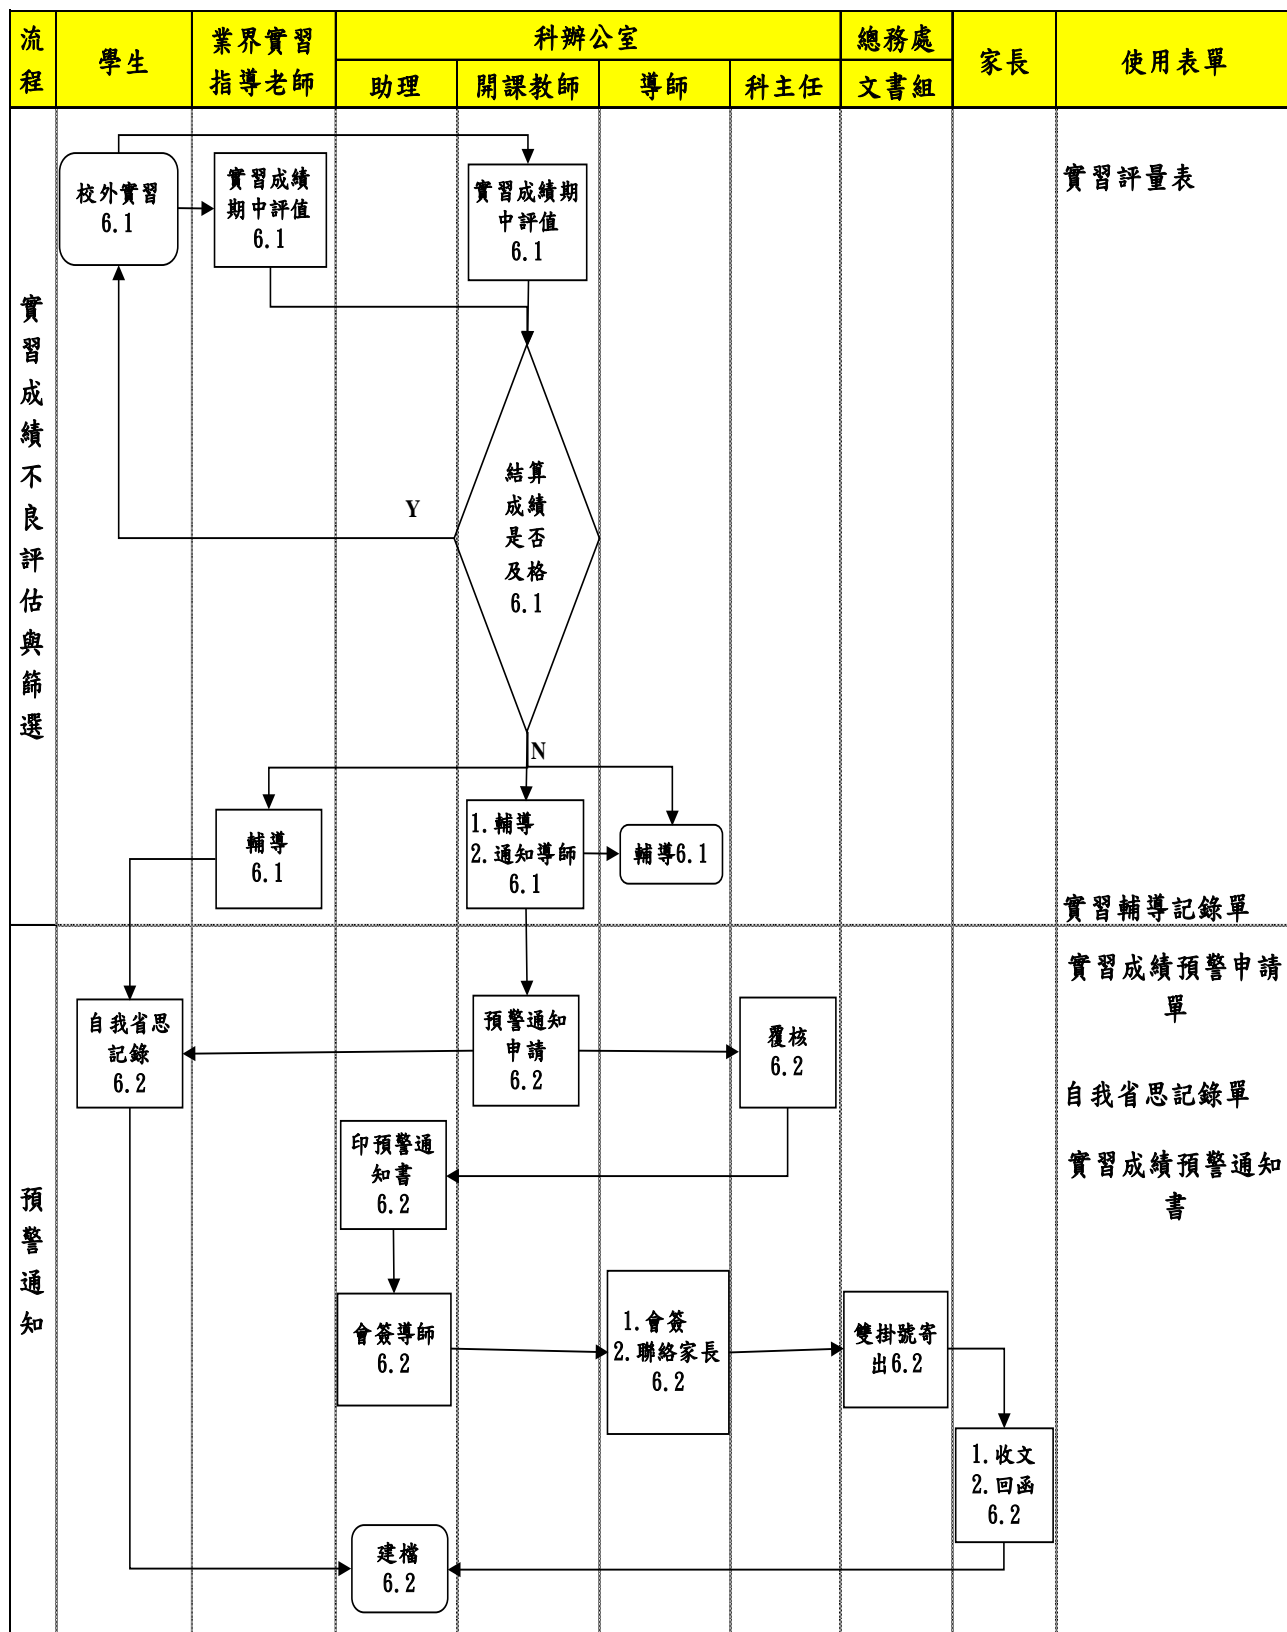 流
程
學生
業界實習
指導老師
科辦公室
助理
開課教師
導師
科主任
總務處
文書組
家長
使用表單
實
習
成
績
不
良
評
估
與
篩
選
校外實習
6.1
實習成績
期中評值
6.1
實習成績期
中評值
6.1
實習評量表
結算
成績
是否
及格
6.1
Y
N
輔導
6.1
1.輔導
2.通知導師
6.1
輔導6.1
實習輔導記錄單
預
警
通
知
自我省思
記錄
6.2
預警通知
申請
6.2
覆核
6.2
實習成績預警申請
單
自我省思記錄單
實習成績預警通知
書
印預警通
知書
6.2
會簽導師
6.2
1.會簽
2.聯絡家長
6.2
雙掛號寄
出6.2
1.收文
2.回函
6.2
建檔
6.2